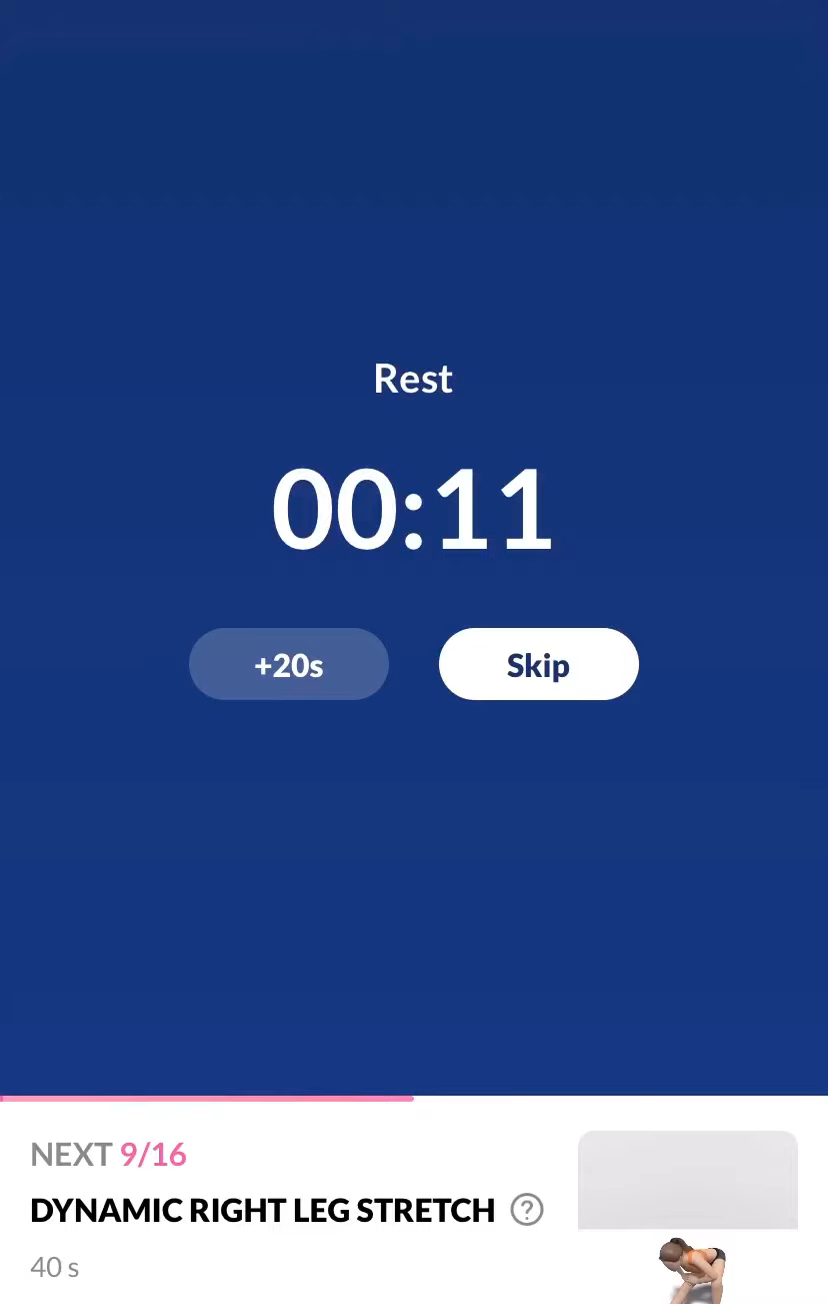 Rest
00:11
+20s
Skip
NEXT 9/16
DYNAMIC RIGHT LEG STRETCH ?
40 s